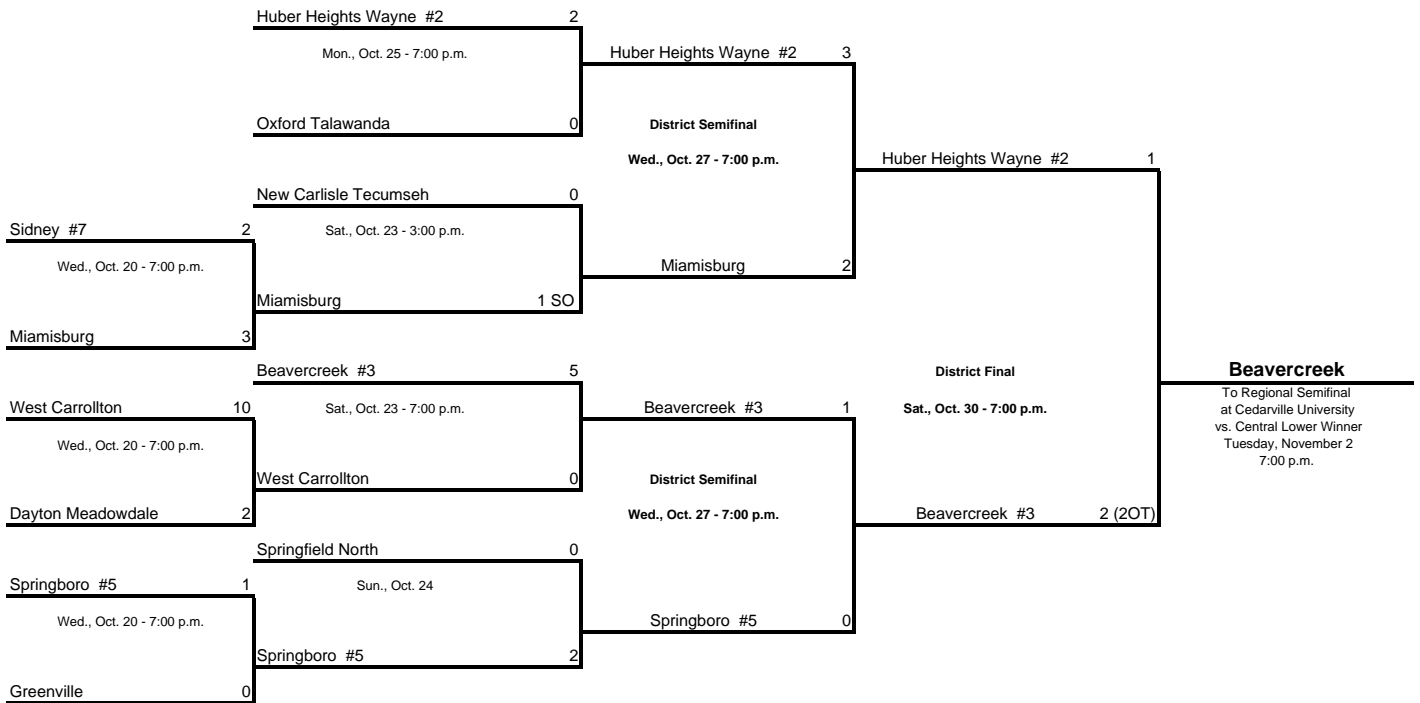 Huber Heights Wayne #2 2
Mon., Oct. 25 - 7:00 p.m.
Huber Heights Wayne #2 3
Oxford Talawanda 0
District Semifinal
Wed., Oct. 27 - 7:00 p.m.
Huber Heights Wayne #2 1
New Carlisle Tecumseh 0
Sidney #7 2
Sat., Oct. 23 - 3:00 p.m.
Wed., Oct. 20 - 7:00 p.m.
Miamisburg 2
Miamisburg 1 SO
Miamisburg 3
Beavercreek #3 5
District Final
Beavercreek
West Carrollton 10
Sat., Oct. 23 - 7:00 p.m.
Beavercreek #3 1
Sat., Oct. 30 - 7:00 p.m.
To Regional Semifinal
at Cedarville University
vs. Central Lower Winner
Tuesday, November 2
7:00 p.m.
Wed., Oct. 20 - 7:00 p.m.
West Carrollton 0
District Semifinal
Dayton Meadowdale 2
Wed., Oct. 27 - 7:00 p.m.
Beavercreek #3 2 (2OT)
Springfield North 0
Springboro #5 1
Sun., Oct. 24
Wed., Oct. 20 - 7:00 p.m.
Springboro #5 0
Springboro #5 2
Greenville 0